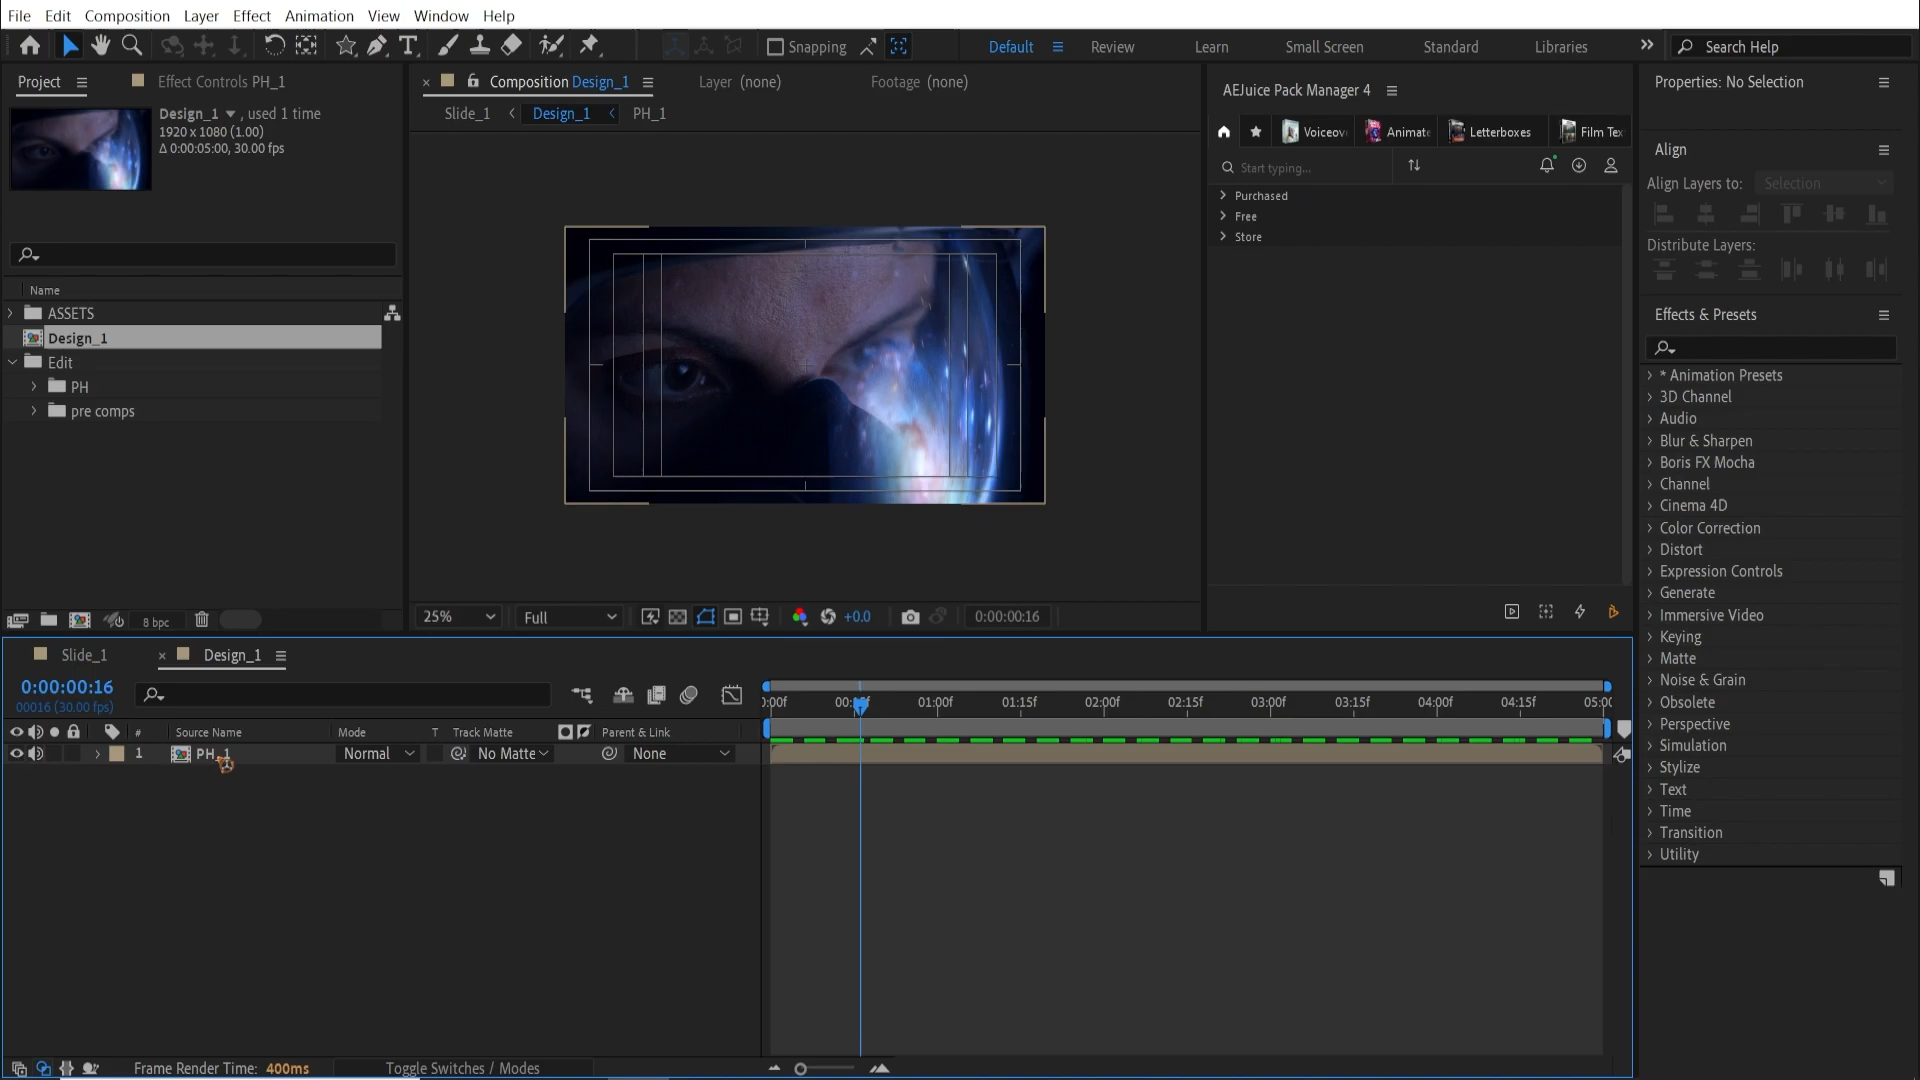 File Edit Composition Layer Effect Animation View Window Help
Snapping Default Review Learn Small Screen Standard Libraries Search Help
Project Effect Controls PH_1 Composition Design_1 Layer (none) Footage (none)
Design_1 , used 1 time
1920 x 1080 (1.00)
Δ 0:00:05:00, 30.00 fps
Slide_1 Design_1 PH_1
Name
ASSETS
Design_1
Edit
PH
pre comps
8 bpc
25% Full +0.0 0:00:00:16
AEJuice Pack Manager 4
Voiceov Animate Letterboxes Film Tex
Start typing...
Purchased
Free
Store
Properties: No Selection
Align
Align Layers to: Selection
Distribute Layers:
Effects & Presets
* Animation Presets
3D Channel
Audio
Blur & Sharpen
Boris FX Mocha
Channel
Cinema 4D
Color Correction
Distort
Expression Controls
Generate
Immersive Video
Keying
Matte
Noise & Grain
Obsolete
Perspective
Simulation
Stylize
Text
Time
Transition
Utility
Slide_1 Design_1
0:00:00:16
00016 (30.00 fps)
01:00f 01:15f 02:00f 02:15f 03:00f 03:15f 04:00f 04:15f
# Source Name Mode T Track Matte Parent & Link
1 PH_1 Normal No Matte None
Frame Render Time: 400ms Toggle Switches / Modes